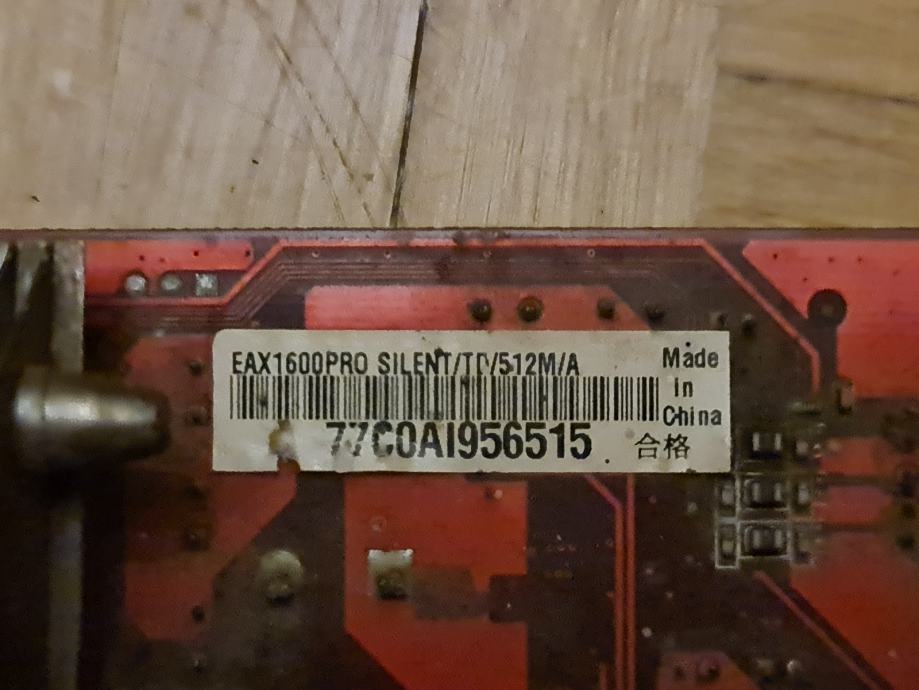 EAX1600PRO SILENT/TD/512M/A
Made
in
China
77C0AI956515
合格